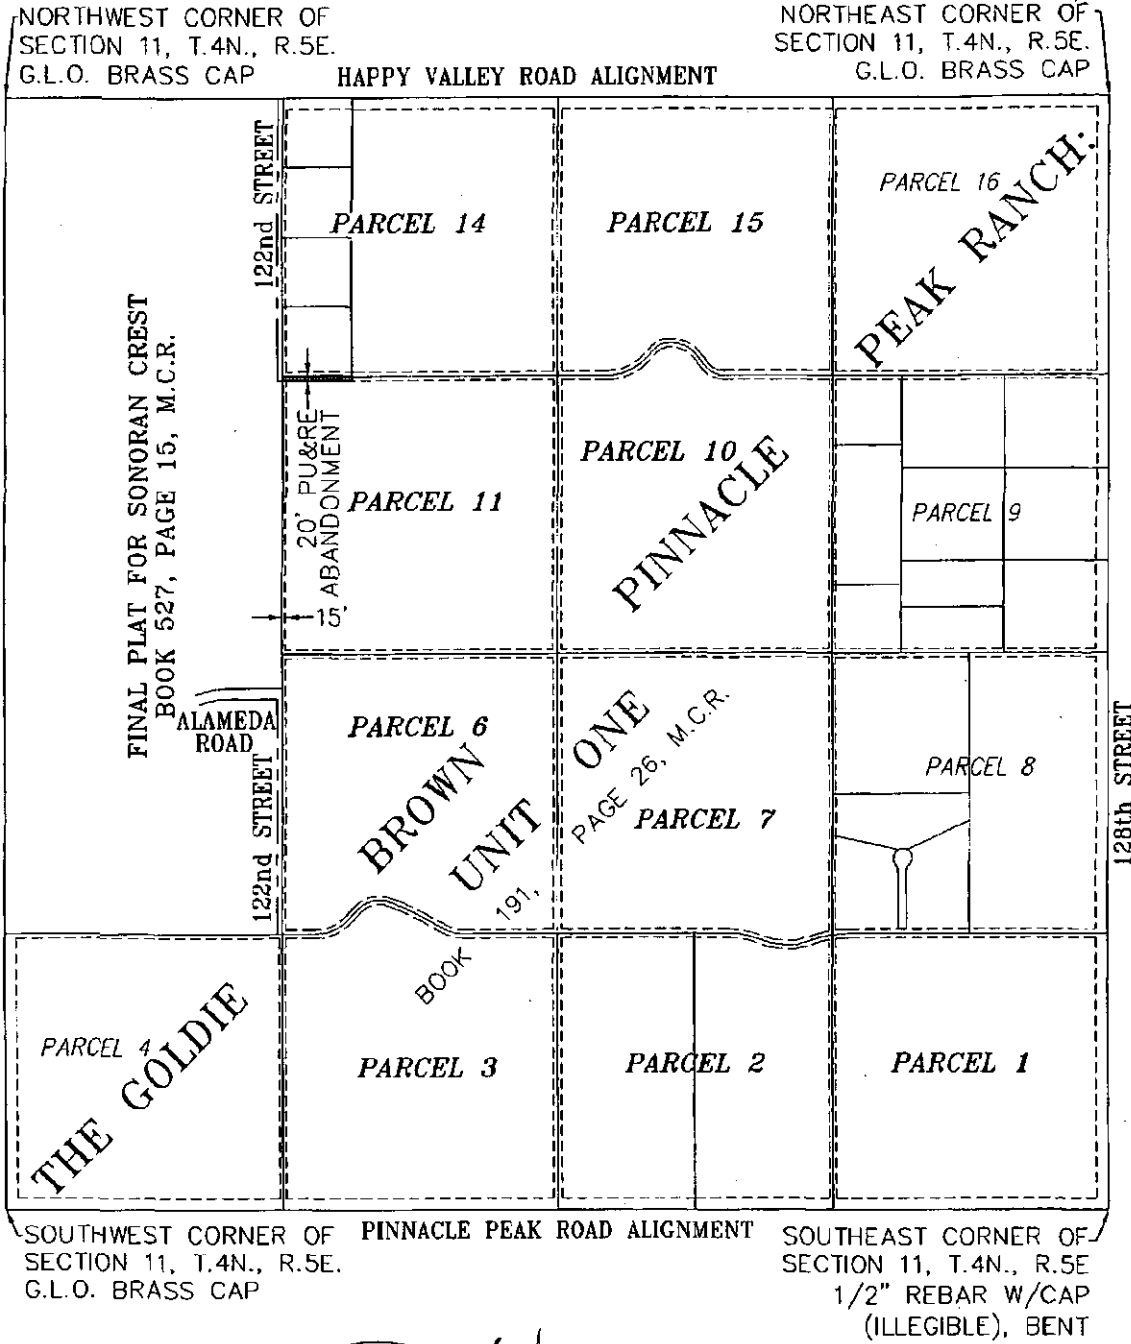 NORTHWEST CORNER OF
SECTION 11, T.4N., R.5E.
G.L.O. BRASS CAP
NORTHEAST CORNER OF
SECTION 11, T.4N., R.5E.
G.L.O. BRASS CAP
HAPPY VALLEY ROAD ALIGNMENT
122nd STREET
PARCEL 14
PARCEL 15
PARCEL 16
PEAK RANCH:
FINAL PLAT FOR SONORAN CREST
BOOK 527, PAGE 15, M.C.R.
20' PU&RE
ABANDONMENT
15'
PARCEL 11
PARCEL 10
PINNACLE
PARCEL 9
ALAMEDA
ROAD
122nd STREET
PARCEL 6
BROWN
UNIT ONE
BOOK 191, PAGE 26, M.C.R.
PARCEL 7
PARCEL 8
128th STREET
PARCEL 4
THE GOLDIE
PARCEL 3
PARCEL 2
PARCEL 1
SOUTHWEST CORNER OF
SECTION 11, T.4N., R.5E.
G.L.O. BRASS CAP
PINNACLE PEAK ROAD ALIGNMENT
SOUTHEAST CORNER OF
SECTION 11, T.4N., R.5E
1/2" REBAR W/CAP
(ILLEGIBLE), BENT